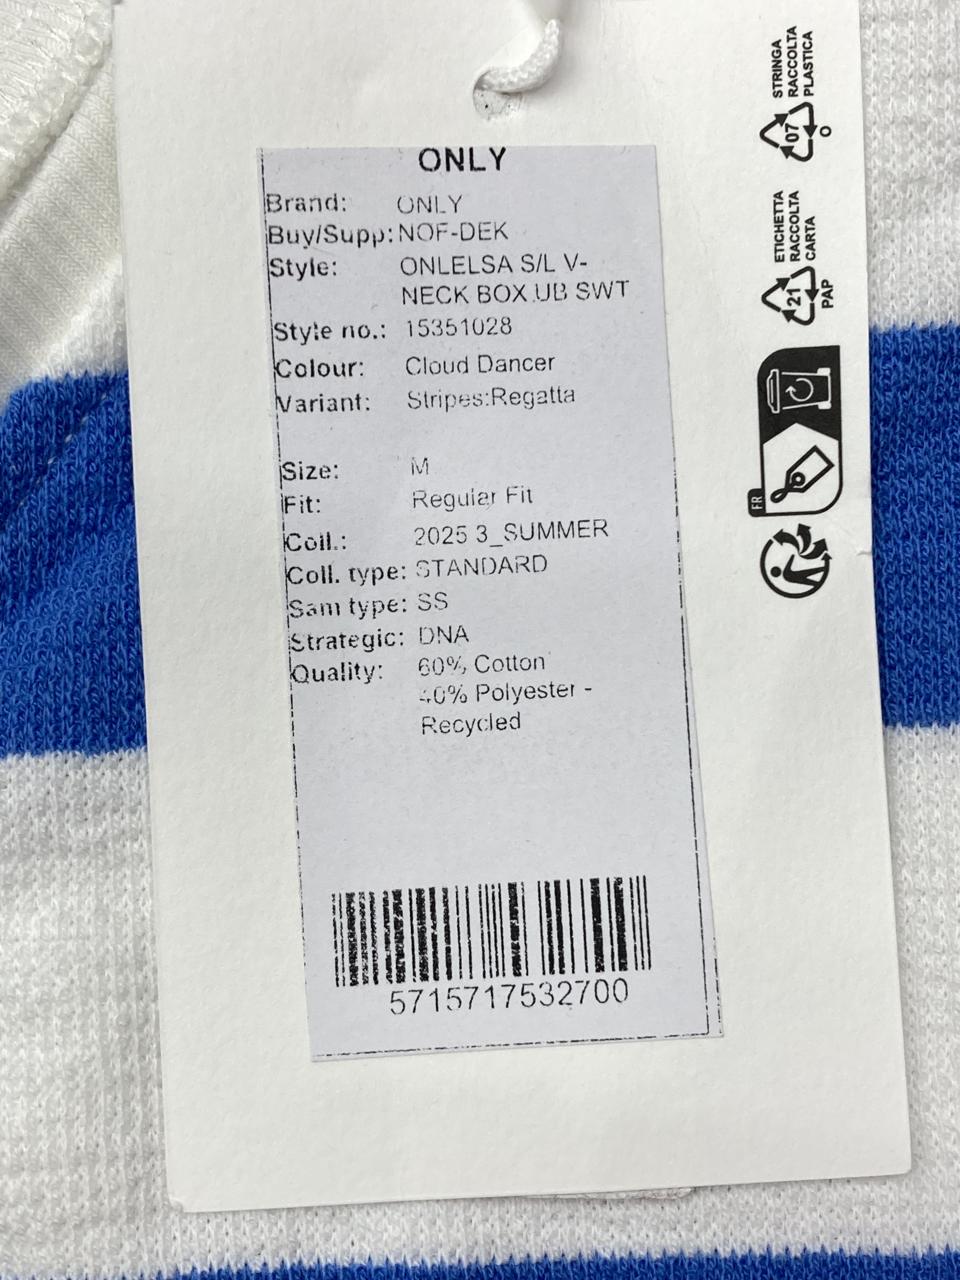 ONLY
Brand: ONLY
Buy/Supp: NOF-DEK
Style: ONLELSA S/L V-
NECK BOX UB SWT
Style no.: 15351028
Colour: Cloud Dancer
Variant: Stripes:Regatta
Size: M
Fit: Regular Fit
Coll.: 2025 3_SUMMER
Coll. type: STANDARD
Sam type: SS
Strategic: DNA
Quality: 60% Cotton
40% Polyester -
Recycled
5715717532700
STRINGA
RACCOLTA
PLASTICA
07
O
ETICHETTA
RACCOLTA
CARTA
21
PAP
FR